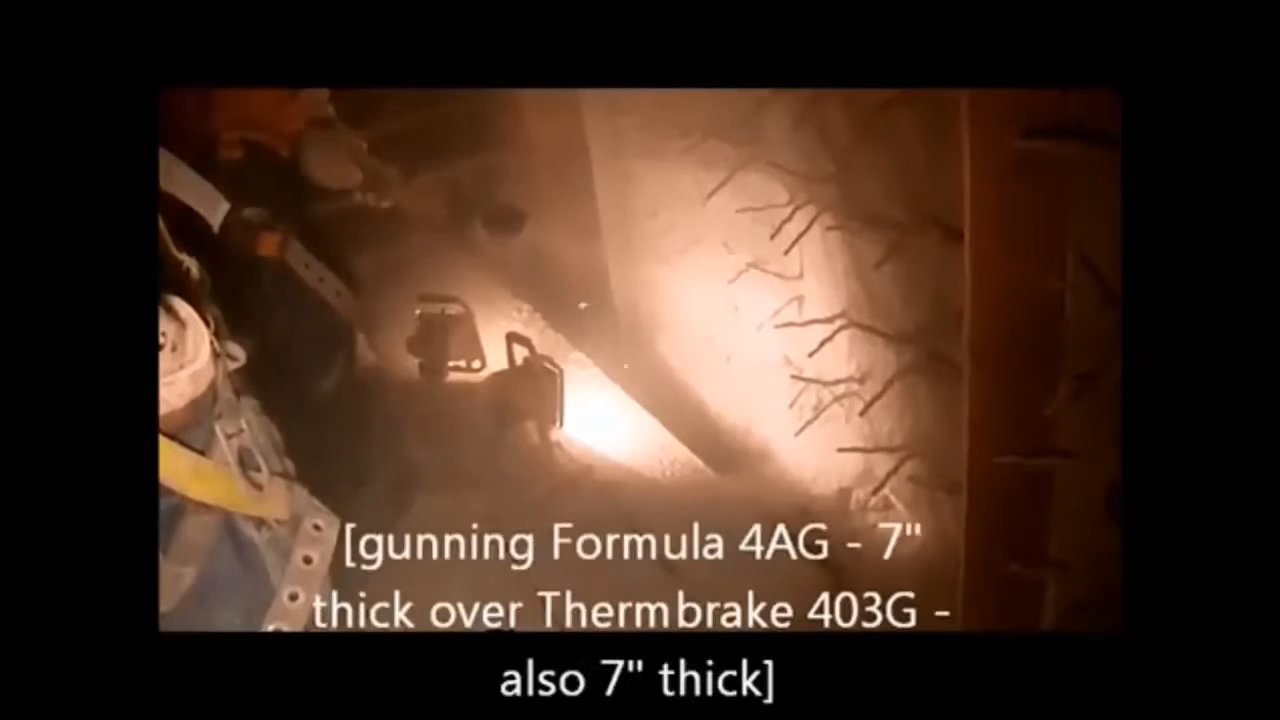 [gunning Formula 4AG - 7"
thick over Thermbrake 403G -
also 7" thick]